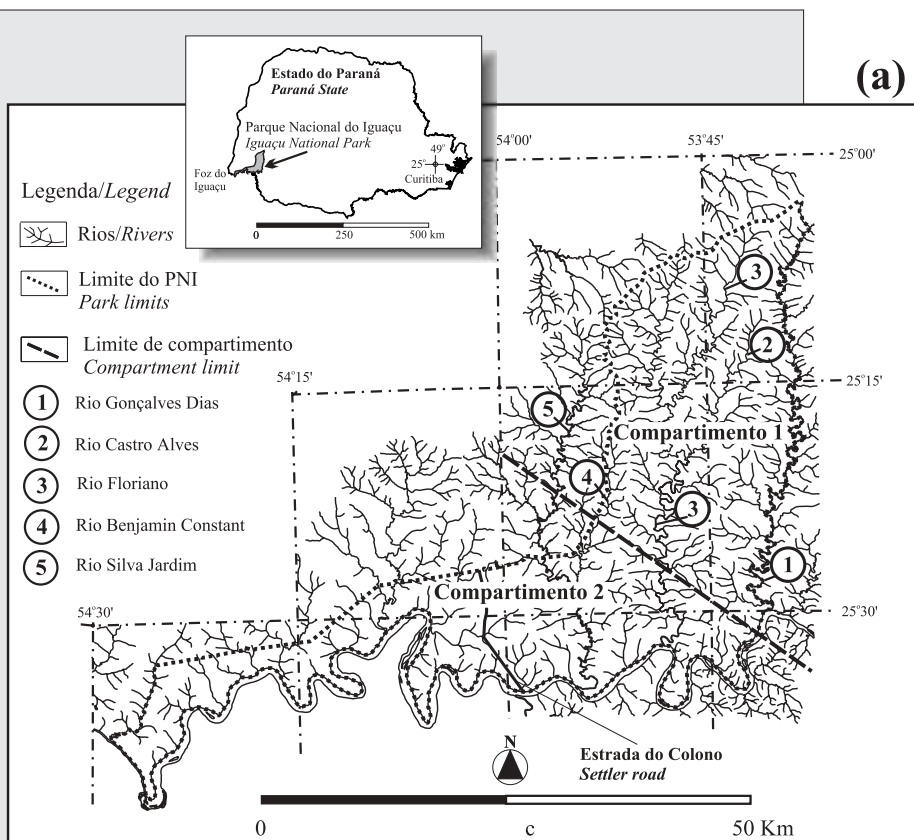 (a)
Estado do Paraná
Paraná State
Parque Nacional do Iguaçu
Iguaçu National Park
49°
25°
Curitiba
Foz do
Iguaçu
0 250 500 km
54°00'
53°45'
25°00'
Legenda/Legend
Rios/Rivers
Limite do PNI
Park limits
Limite de compartimento
Compartment limit
1 Rio Gonçalves Dias
2 Rio Castro Alves
3 Rio Floriano
4 Rio Benjamin Constant
5 Rio Silva Jardim
3
2
54°15'
25°15'
5
Compartimento 1
4
3
1
Compartimento 2
54°30'
25°30'
N
Estrada do Colono
Settler road
0 c 50 Km